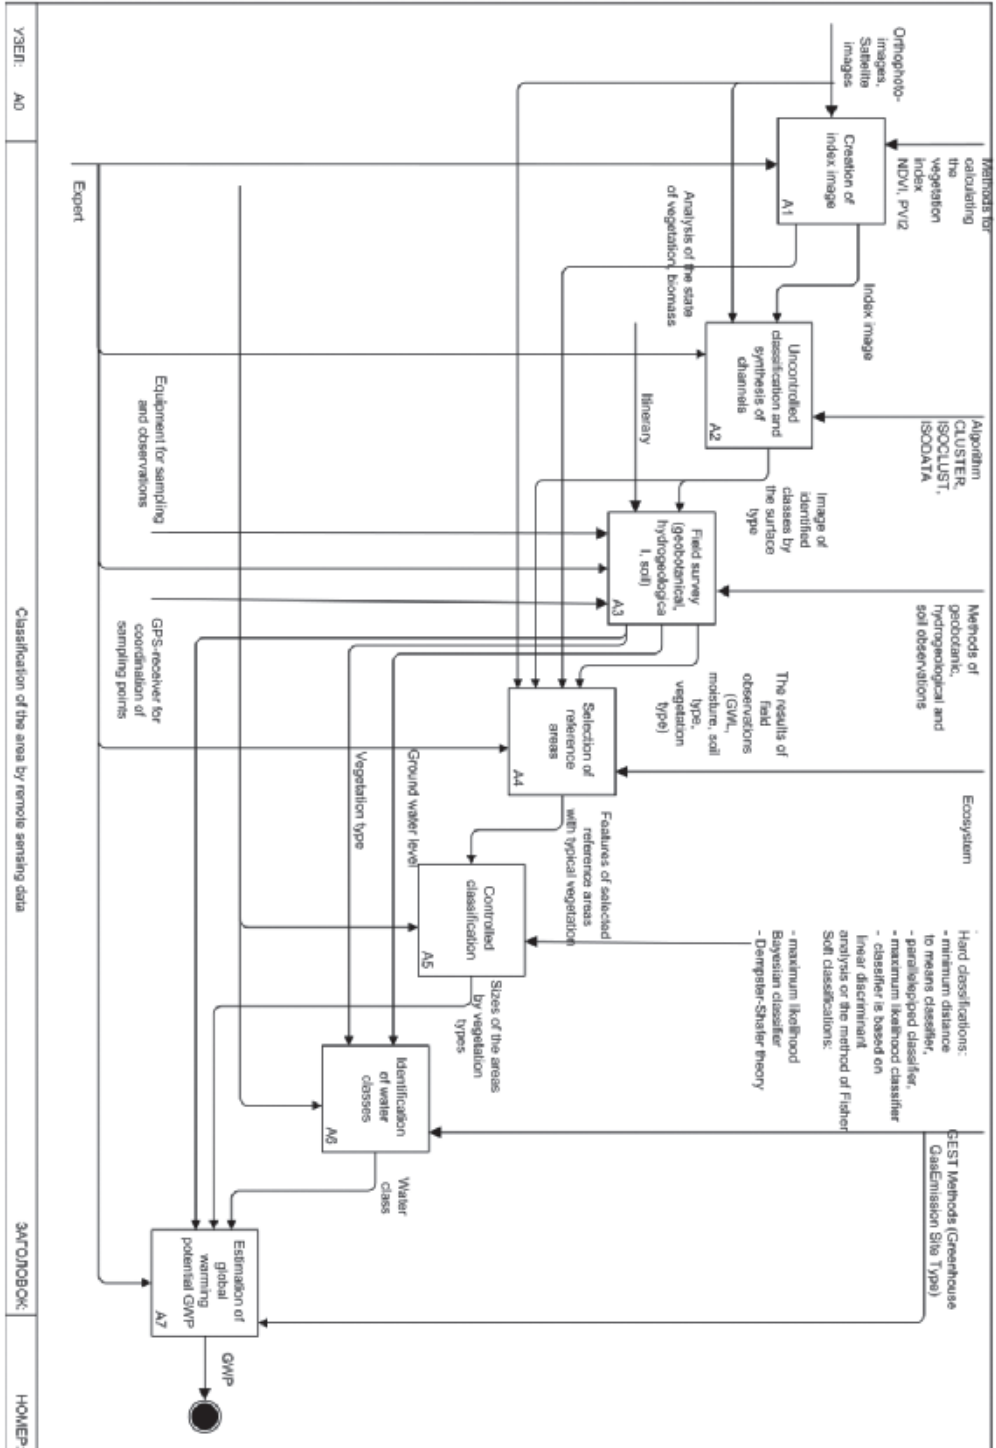 Orthophoto-
images,
Sattelite
images
Methods for
calculating
the
vegetation
index
NDVI, PVI2
Creation of
index image
A1
Index image
Analysis of the state
of vegetation, biomass
Algorithm
CLUSTER,
ISOCLUST,
ISODATA
Uncontrolled
classification and
synthesis of
channels
A2
Itinerary
Image of
identified
classes by
the surface
type
Methods of
geobotanic,
hydrogeological and
soil observations
Field survey
(geobotanical,
hydrogeologica
l, soil)
A3
Expert
Equipment for sampling
and observations
GPS-receiver for
coordination of
sampling points
The results of
field
observations
(GWL,
moisture, soil
type,
vegetation
type)
Ecosystem
Selection of
reference
areas
A4
Features of selected
reference areas
with typical vegetation
Ground water level
Vegetation type
Hard classifications:
- minimum distance
to means classifier,
- parallelepiped classifier,
- maximum likelihood classifier
- classifier is based on
linear discriminant
analysis or the method of Fisher
Soft classifications:
- maximum likelihood
Bayesian classifier
- Dempster-Shafer theory
Controlled
classification
A5
Sizes of the areas
by vegetation
types
GEST Methods (Greenhouse
GasEmission Site Type)
Identification
of water
classes
A6
Water
class
Estimation of
global
warming
potential GWP
A7
GWP
УЗЕЛ: A0
Classification of the area by remote sensing data
ЗАГОЛОВОК:
НОМЕР: